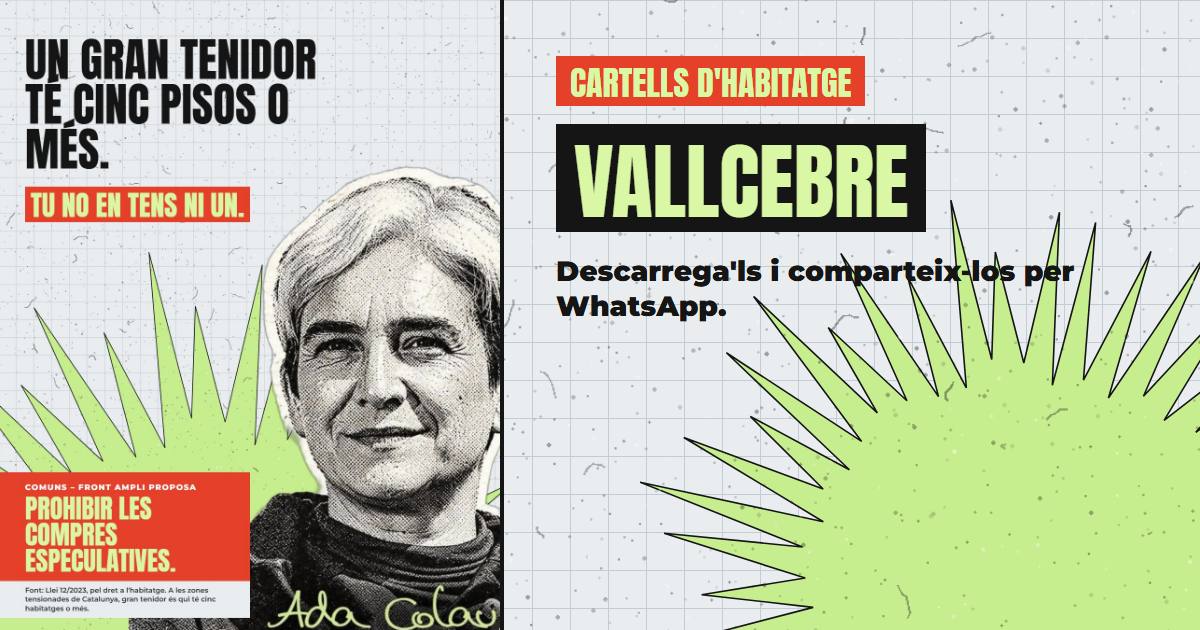 UN GRAN TENIDOR
TÉ CINC PISOS O
MÉS.
TU NO EN TENS NI UN.
COMUNS – FRONT AMPLI PROPOSA
PROHIBIR LES
COMPRES
ESPECULATIVES.
Font: Llei 12/2023, pel dret a l'habitatge. A les zones
tensionades de Catalunya, gran tenidor és qui té cinc
habitatges o més.
Ada Colau
CARTELLS D'HABITATGE
VALLCEBRE
Descarrega'ls i comparteix-los per
WhatsApp.